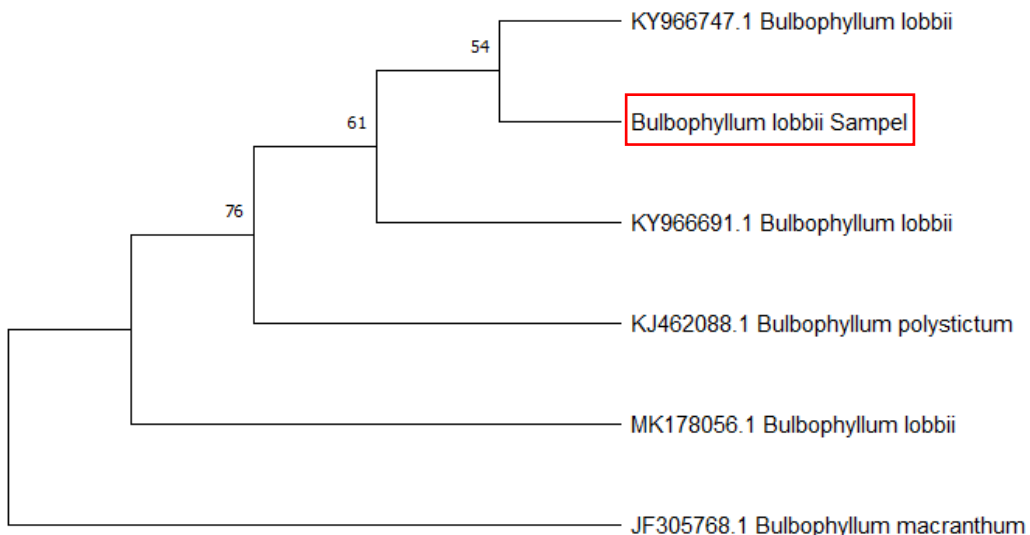 KY966747.1 Bulbophyllum lobbii
54
Bulbophyllum lobbii Sampel
61
KY966691.1 Bulbophyllum lobbii
76
KJ462088.1 Bulbophyllum polystictum
MK178056.1 Bulbophyllum lobbii
JF305768.1 Bulbophyllum macranthum